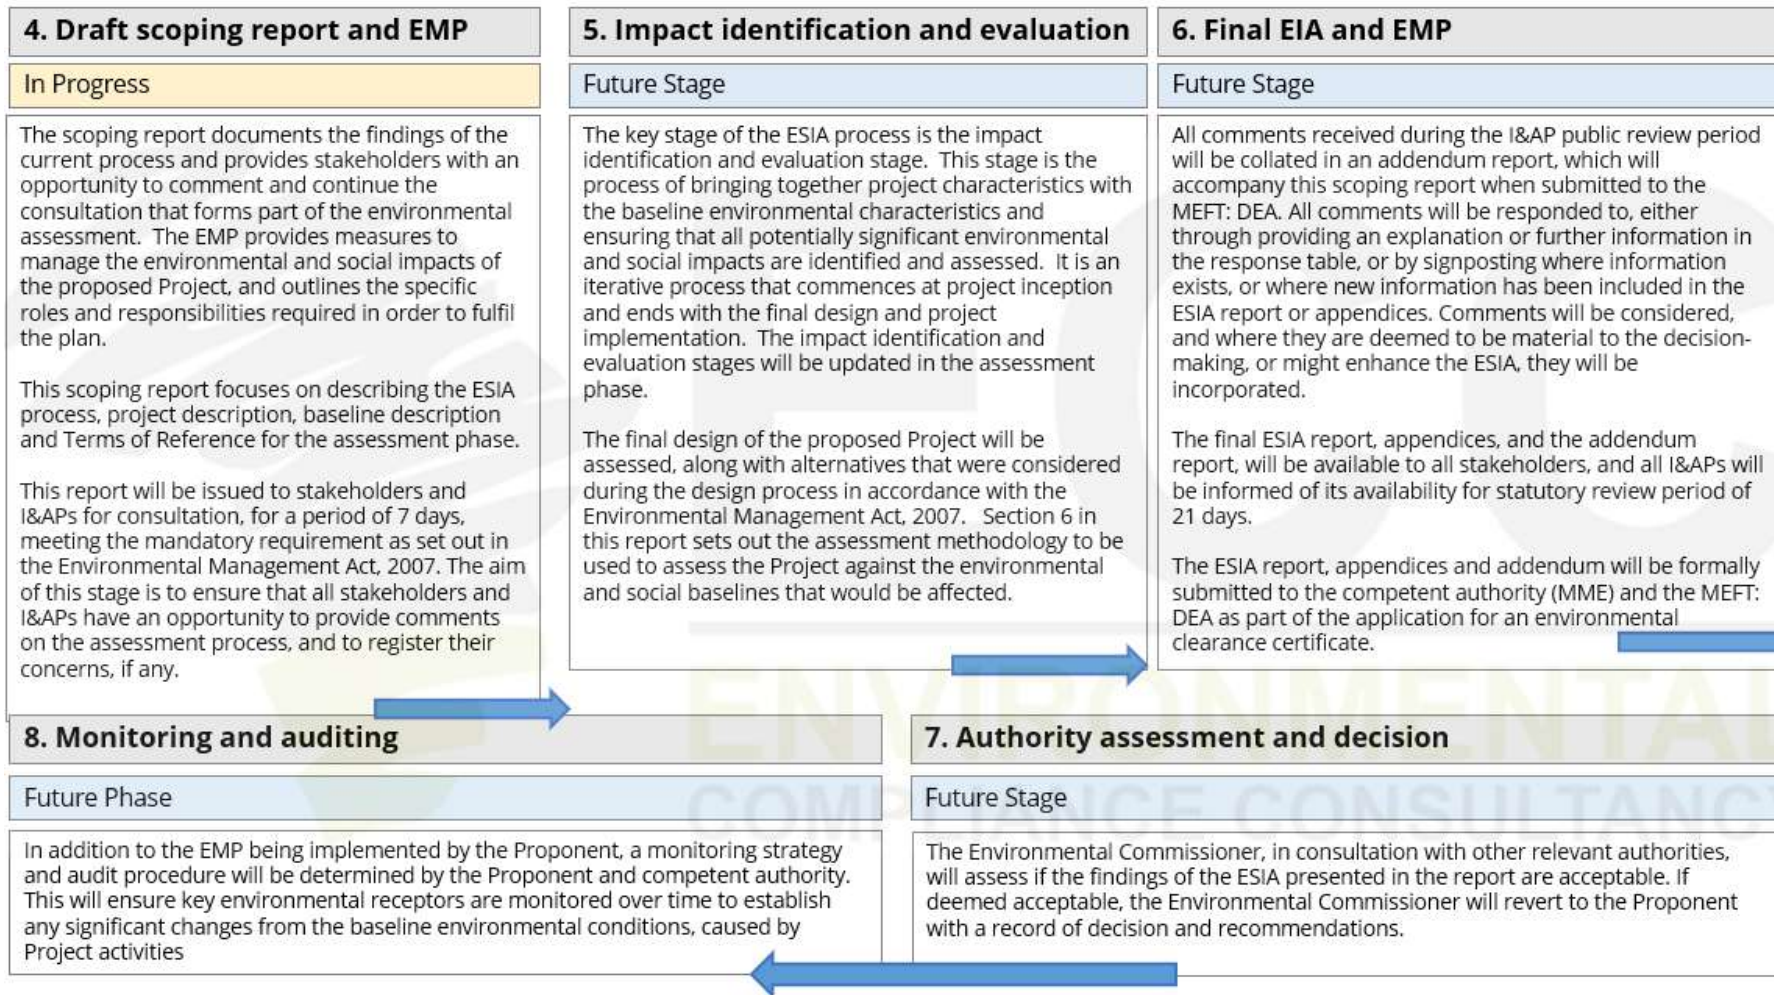 4. Draft scoping report and EMP
In Progress
The scoping report documents the findings of the
current process and provides stakeholders with an
opportunity to comment and continue the
consultation that forms part of the environmental
assessment. The EMP provides measures to
manage the environmental and social impacts of
the proposed Project, and outlines the specific
roles and responsibilities required in order to fulfil
the plan.
This scoping report focuses on describing the ESIA
process, project description, baseline description
and Terms of Reference for the assessment phase.
This report will be issued to stakeholders and
I&APs for consultation, for a period of 7 days,
meeting the mandatory requirement as set out in
the Environmental Management Act, 2007. The aim
of this stage is to ensure that all stakeholders and
I&APs have an opportunity to provide comments
on the assessment process, and to register their
concerns, if any.
5. Impact identification and evaluation
Future Stage
The key stage of the ESIA process is the impact
identification and evaluation stage. This stage is the
process of bringing together project characteristics with
the baseline environmental characteristics and
ensuring that all potentially significant environmental
and social impacts are identified and assessed. It is an
iterative process that commences at project inception
and ends with the final design and project
implementation. The impact identification and
evaluation stages will be updated in the assessment
phase.
The final design of the proposed Project will be
assessed, along with alternatives that were considered
during the design process in accordance with the
Environmental Management Act, 2007. Section 6 in
this report sets out the assessment methodology to be
used to assess the Project against the environmental
and social baselines that would be affected.
6. Final EIA and EMP
Future Stage
All comments received during the I&AP public review period
will be collated in an addendum report, which will
accompany this scoping report when submitted to the
MEFT: DEA. All comments will be responded to, either
through providing an explanation or further information in
the response table, or by signposting where information
exists, or where new information has been included in the
ESIA report or appendices. Comments will be considered,
and where they are deemed to be material to the decision-
making, or might enhance the ESIA, they will be
incorporated.
The final ESIA report, appendices, and the addendum
report, will be available to all stakeholders, and all I&APs will
be informed of its availability for statutory review period of
21 days.
The ESIA report, appendices and addendum will be formally
submitted to the competent authority (MME) and the MEFT:
DEA as part of the application for an environmental
clearance certificate.
8. Monitoring and auditing
Future Phase
In addition to the EMP being implemented by the Proponent, a monitoring strategy
and audit procedure will be determined by the Proponent and competent authority.
This will ensure key environmental receptors are monitored over time to establish
any significant changes from the baseline environmental conditions, caused by
Project activities
7. Authority assessment and decision
Future Stage
The Environmental Commissioner, in consultation with other relevant authorities,
will assess if the findings of the ESIA presented in the report are acceptable. If
deemed acceptable, the Environmental Commissioner will revert to the Proponent
with a record of decision and recommendations.
ECC
ENVIRONMENTAL
COMPLIANCE CONSULTANCY